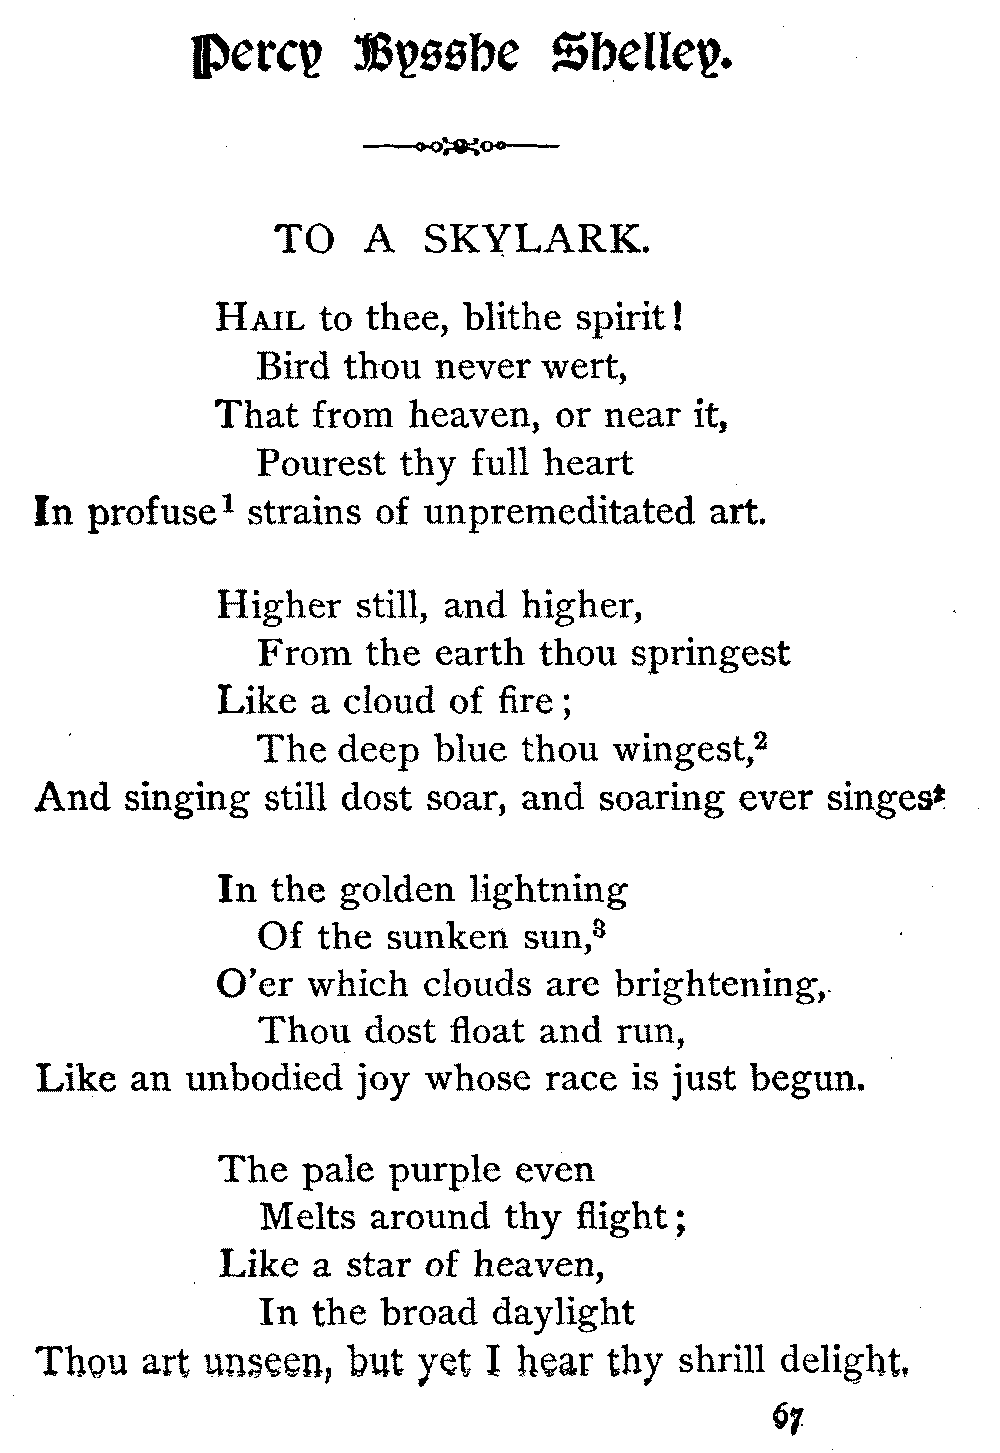 Percy Bysshe Shelley.
TO A SKYLARK.
HAIL to thee, blithe spirit!
Bird thou never wert,
That from heaven, or near it,
Pourest thy full heart
In profuse¹ strains of unpremeditated art.
Higher still, and higher,
From the earth thou springest
Like a cloud of fire;
The deep blue thou wingest,²
And singing still dost soar, and soaring ever singest
In the golden lightning
Of the sunken sun,³
O'er which clouds are brightening,
Thou dost float and run,
Like an unbodied joy whose race is just begun.
The pale purple even
Melts around thy flight;
Like a star of heaven,
In the broad daylight
Thou art unseen, but yet I hear thy shrill delight.
67